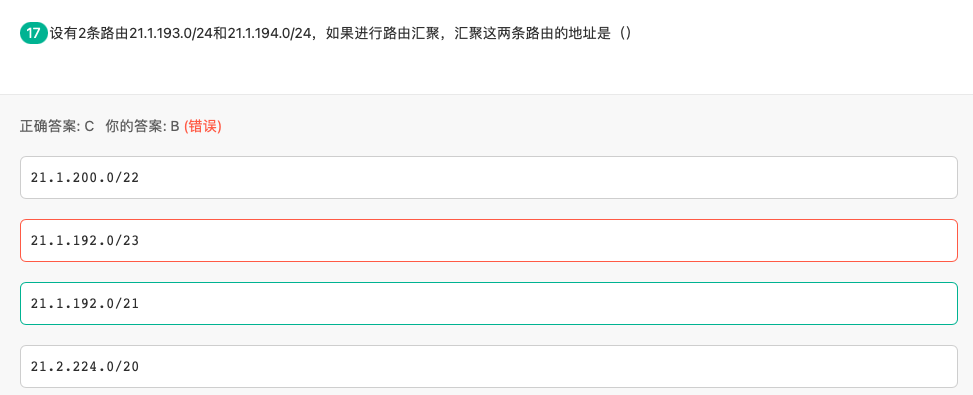 17 设有2条路由21.1.193.0/24和21.1.194.0/24，如果进行路由汇聚，汇聚这两条路由的地址是（）
正确答案: C 你的答案: B (错误)
21.1.200.0/22
21.1.192.0/23
21.1.192.0/21
21.2.224.0/20